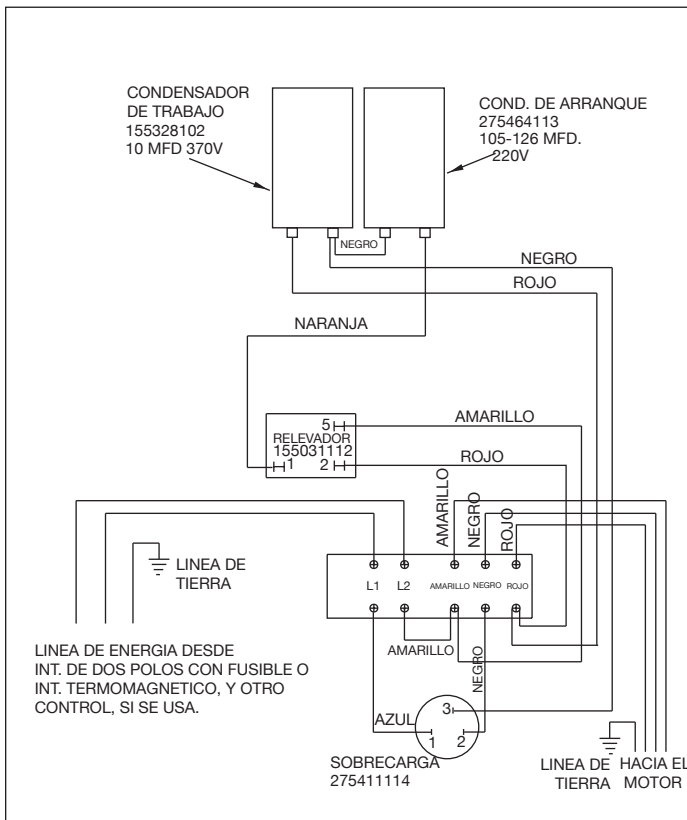 CONDENSADOR
DE TRABAJO
155328102
10 MFD 370V
COND. DE ARRANQUE
275464113
105-126 MFD.
220V
NEGRO
NEGRO
ROJO
NARANJA
5
RELEVADOR
155031112
1
2
AMARILLO
ROJO
AMARILLO
NEGRO
ROJO
LINEA DE
TIERRA
L1
L2
AMARILLO
NEGRO
ROJO
LINEA DE ENERGIA DESDE
INT. DE DOS POLOS CON FUSIBLE O
INT. TERMOMAGNETICO, Y OTRO
CONTROL, SI SE USA.
AMARILLO
NEGRO
AZUL
3
1
2
SOBRECARGA
275411114
LINEA DE
TIERRA
HACIA EL
MOTOR